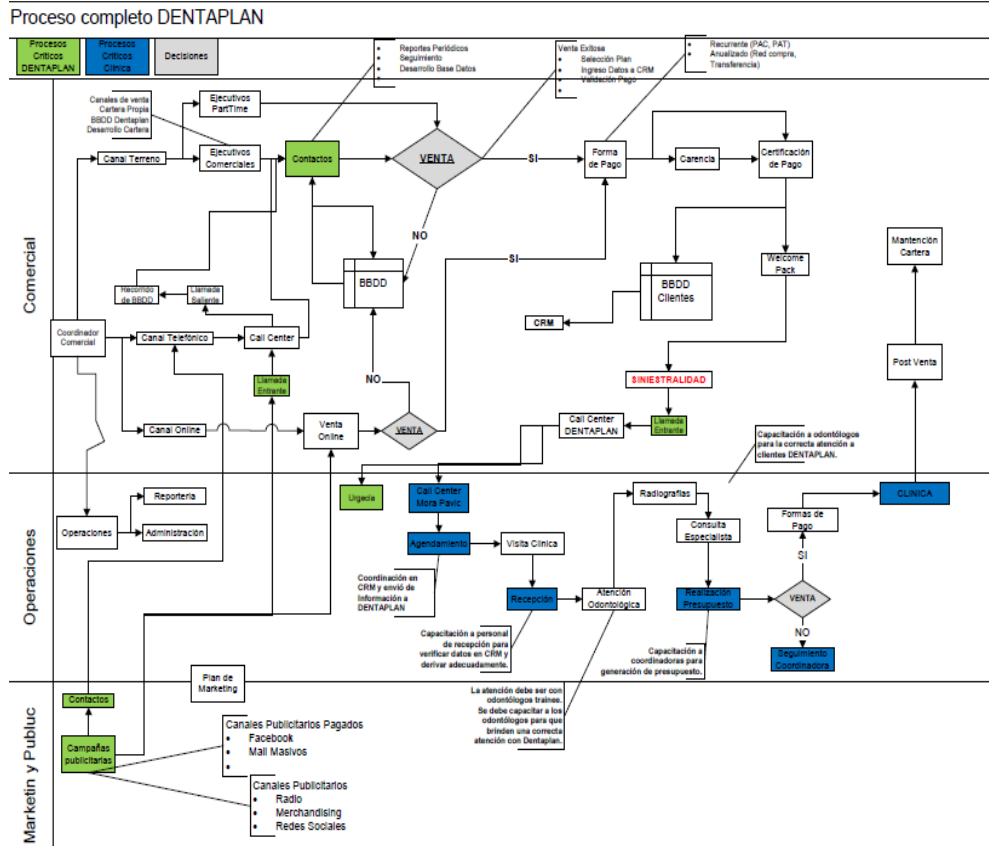 Proceso completo DENTAPLAN
Procesos
Críticos
DENTAPLAN
Procesos
Críticos
Clínica
Decisiones
• Reportes Periódicos
• Seguimiento
• Desarrollo Base Datos
•
Venta Exitosa
• Selección Plan
• Ingreso Datos a CRM
• Validación Pago
•
• Recurrente (PAC, PAT)
• Anualizado (Red compra,
Transferencia)
Comercial
Canales de venta
Cartera Propia
BBDD Dentaplan
Desarrollo Cartera
Ejecutivos
PartTime
Canal Terreno
Ejecutivos
Comerciales
Contactos
VENTA
SI
Forma
de Pago
Carencia
Certificación
de Pago
NO
SI
BBDD
BBDD
Clientes
Welcome
Pack
Mantención
Cartera
Recorrido
de BBDD
Llamada
Saliente
CRM
Coordinador
Comercial
Canal Telefónico
Call Center
Post Venta
NO
SINIESTRALIDAD
Llamada
Entrante
Canal Online
Venta
Online
VENTA
Call Center
DENTAPLAN
Llamada
Entrante
Capacitación a odontólogos
para la correcta atención a
clientes DENTAPLAN.
Operaciones
Reporteria
Operaciones
Administración
Urgecia
Call Center
Mora Pavic
Radiografías
CLINICA
Agendamiento
Visita Clínica
Consulta
Especialista
Formas de
Pago
SI
Coordinación en
CRM y envió de
Información a
DENTAPLAN
Recepción
Atención
Odontológica
Realización
Presupuesto
VENTA
NO
Seguimiento
Coordinadora
Capacitación a personal
de recepción para
verificar datos en CRM y
derivar adecuadamente.
Capacitación a
coordinadoras para
generación de presupuesto.
Marketin y Publuc
Plan de
Marketing
Contactos
Campañas
publicitarias
Canales Publicitarios Pagados
• Facebook
• Mail Masivos
•
Canales Publicitarios
• Radio
• Merchandising
• Redes Sociales
La atención debe ser con
odontólogos trainee.
Se debe capacitar a los
odontólogos para que
brinden una correcta
atención con Dentaplan.